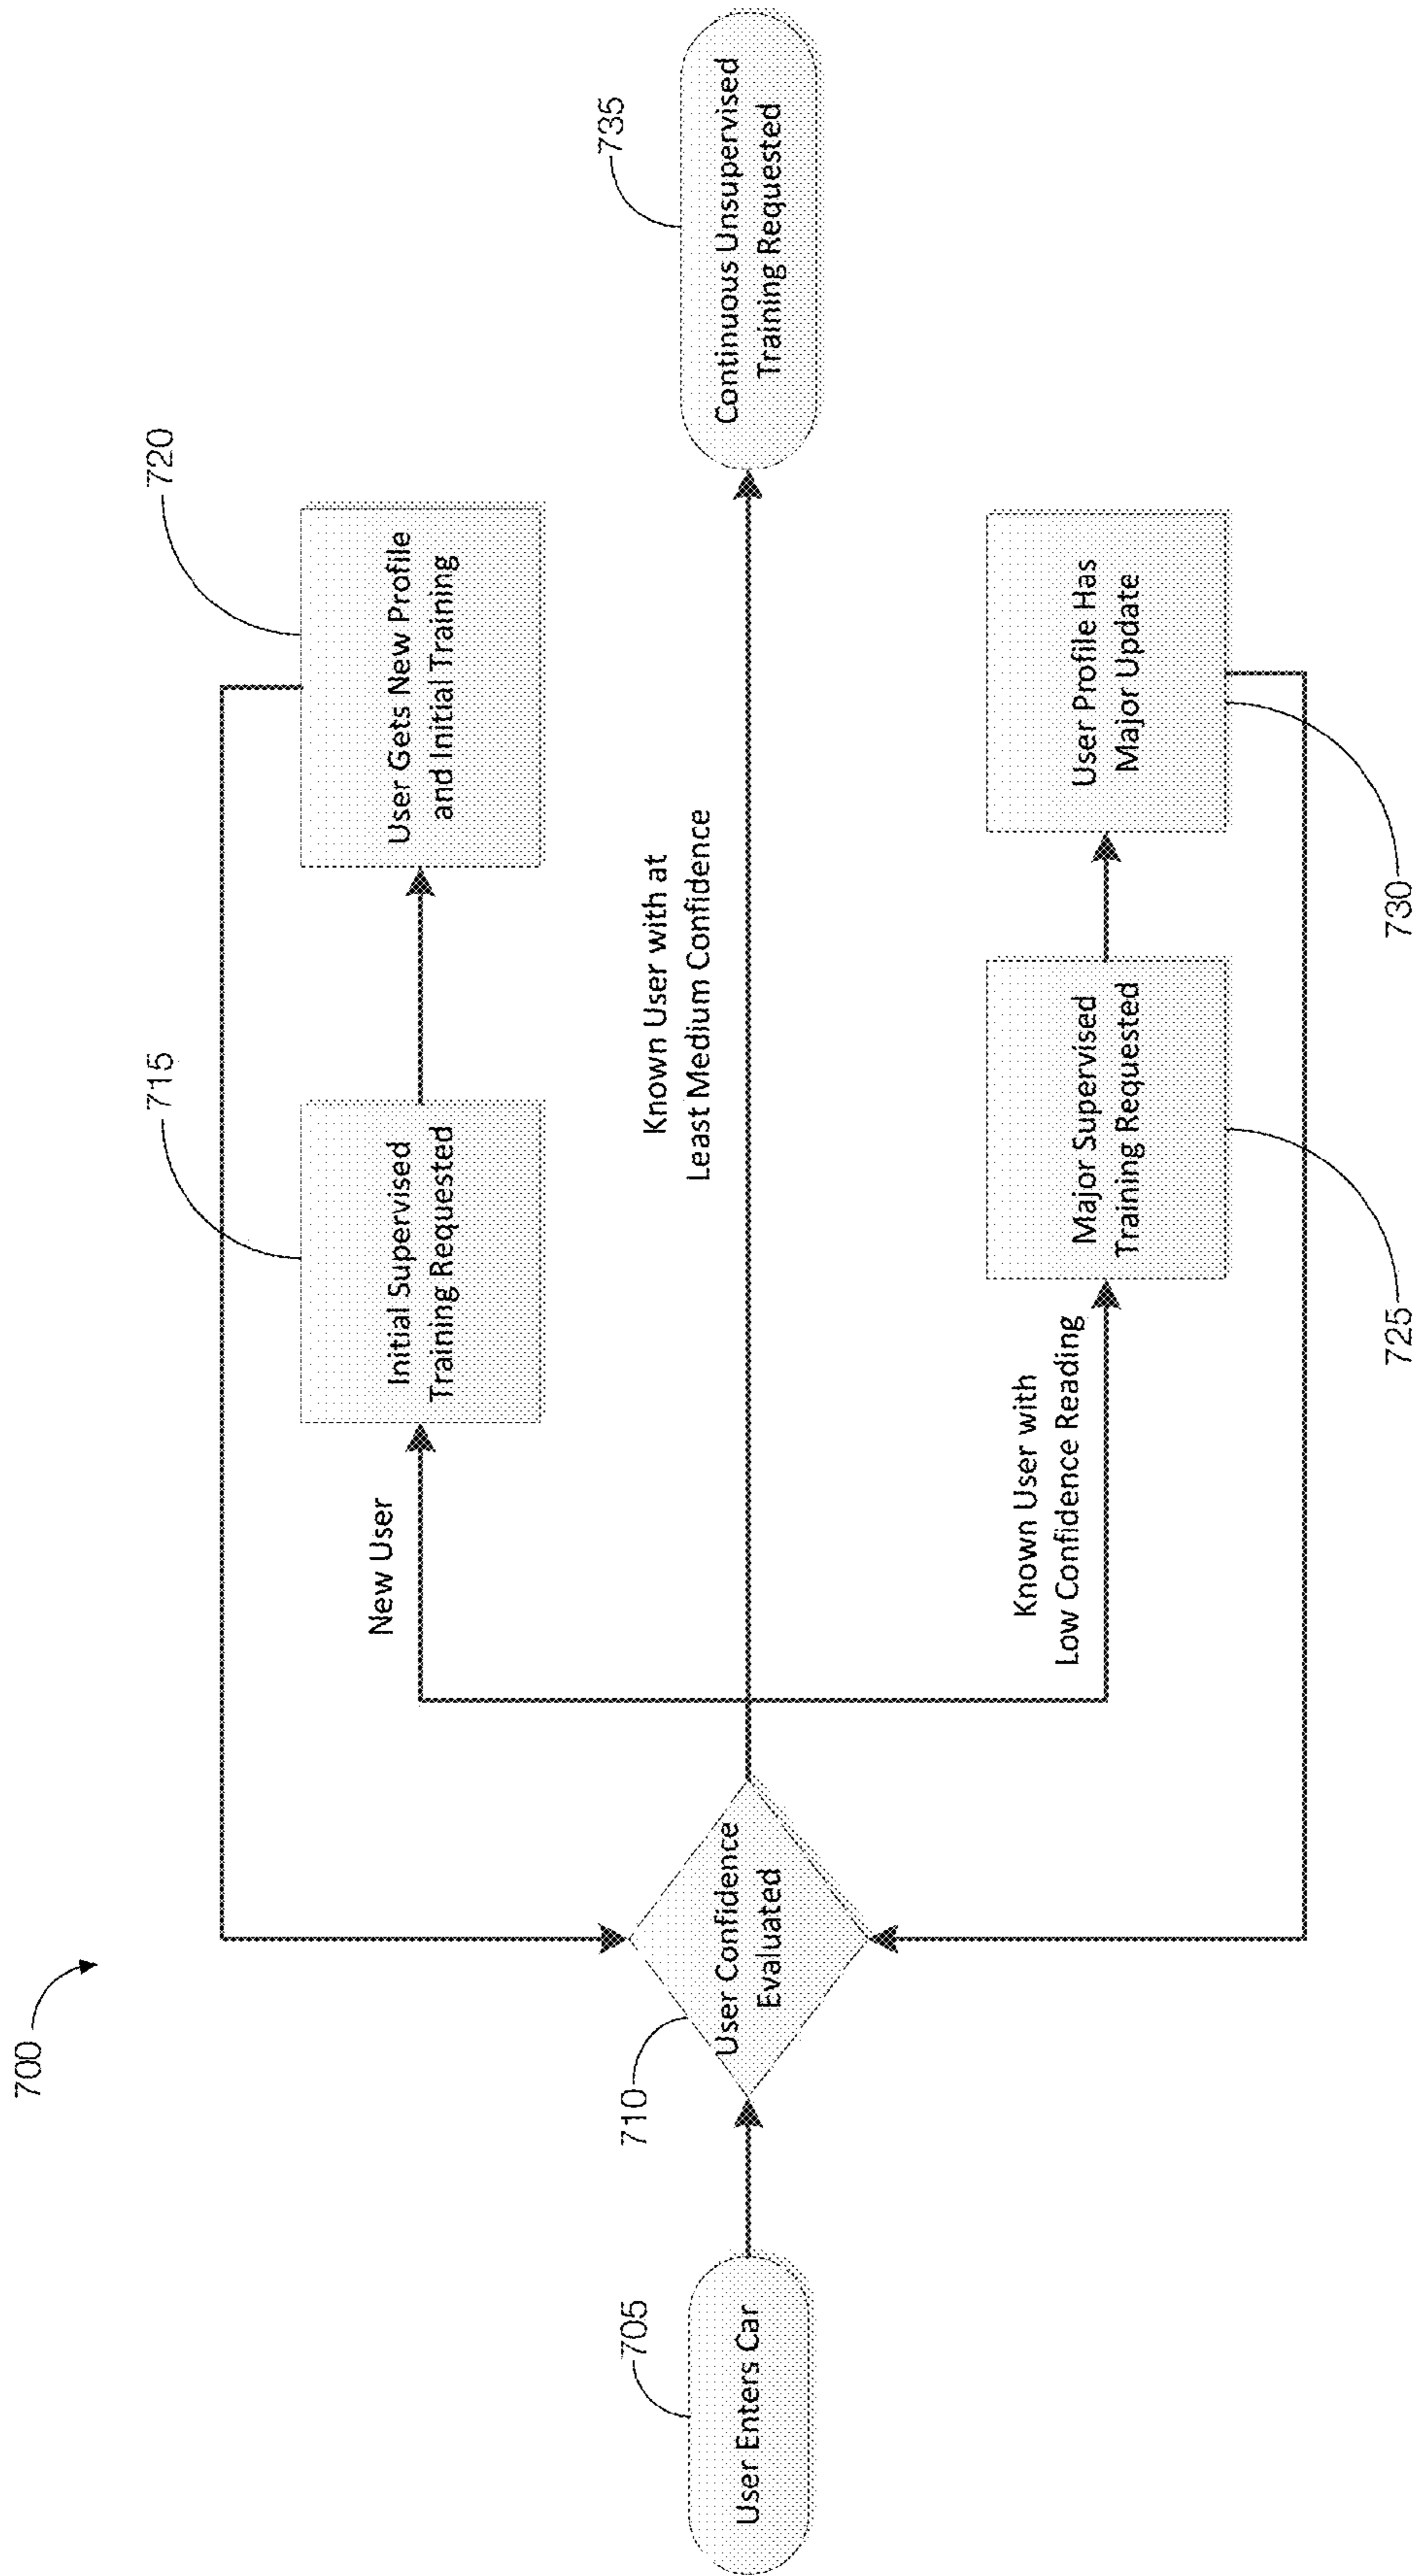 700
705
User Enters Car
710
User Confidence
Evaluated
New User
715
Initial Supervised
Training Requested
720
User Gets New Profile
and Initial Training
Known User with at
Least Medium Confidence
735
Continuous Unsupervised
Training Requested
Known User with
Low Confidence Reading
Major Supervised
Training Requested
725
User Profile Has
Major Update
730